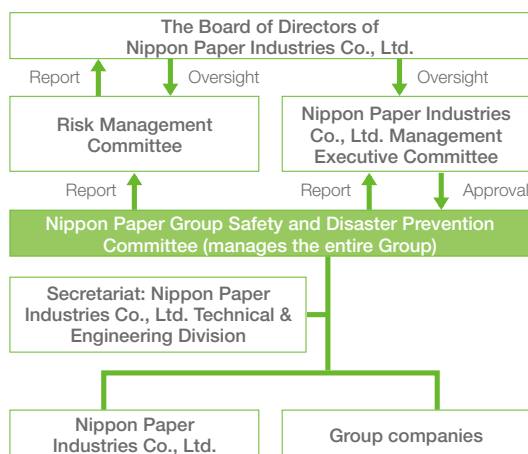 The Board of Directors of
Nippon Paper Industries Co., Ltd.
Report
Oversight
Oversight
Risk Management
Committee
Nippon Paper Industries
Co., Ltd. Management
Executive Committee
Report
Report
Approval
Nippon Paper Group Safety and Disaster Prevention
Committee (manages the entire Group)
Secretariat: Nippon Paper
Industries Co., Ltd. Technical &
Engineering Division
Nippon Paper
Industries Co., Ltd.
Group companies